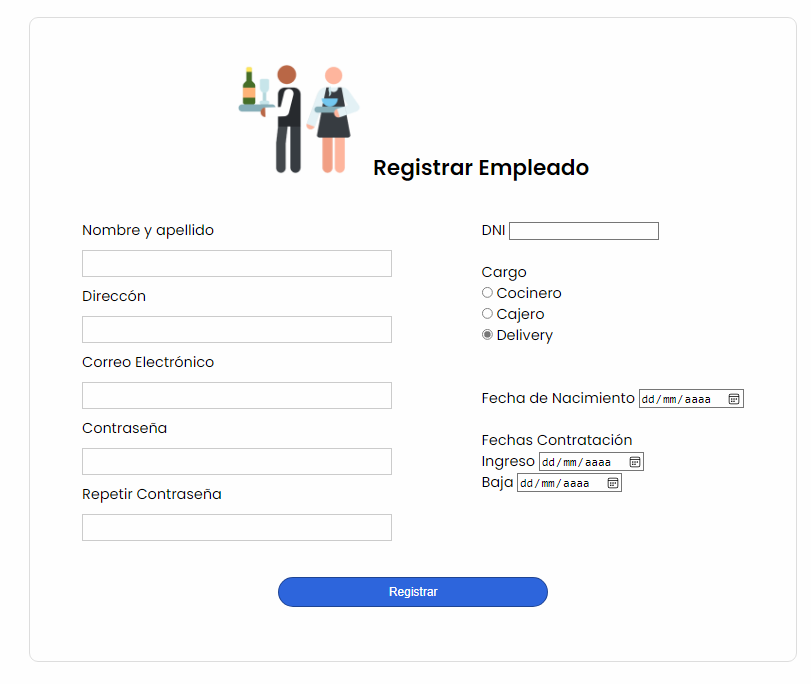 Registrar Empleado
Nombre y apellido
Direccón
Correo Electrónico
Contraseña
Repetir Contraseña
DNI
Cargo
Cocinero
Cajero
Delivery
Fecha de Nacimiento dd/mm/aaaa
Fechas Contratación
Ingreso dd/mm/aaaa
Baja dd/mm/aaaa
Registrar